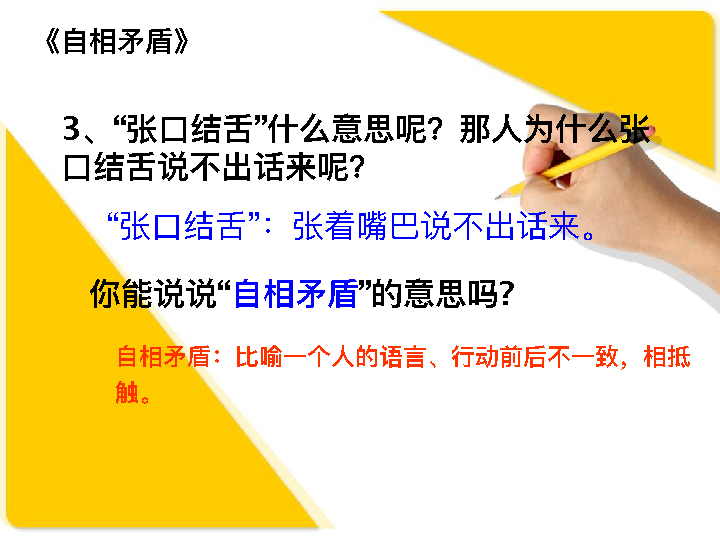 《自相矛盾》
3、“张口结舌”什么意思呢？那人为什么张
口结舌说不出话来呢？
“张口结舌”：张着嘴巴说不出话来。
你能说说“自相矛盾”的意思吗？
自相矛盾：比喻一个人的语言、行动前后不一致，相抵
触。